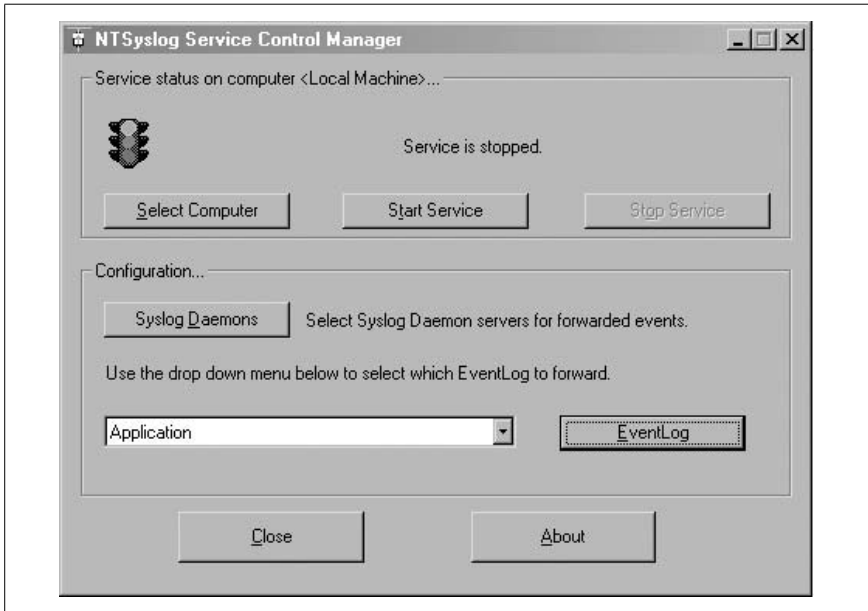 NTSyslog Service Control Manager
Service status on computer <Local Machine>...
Service is stopped.
Select Computer
Start Service
Stop Service
Configuration...
Syslog Daemons
Select Syslog Daemon servers for forwarded events.
Use the drop down menu below to select which EventLog to forward.
Application
EventLog
Close
About